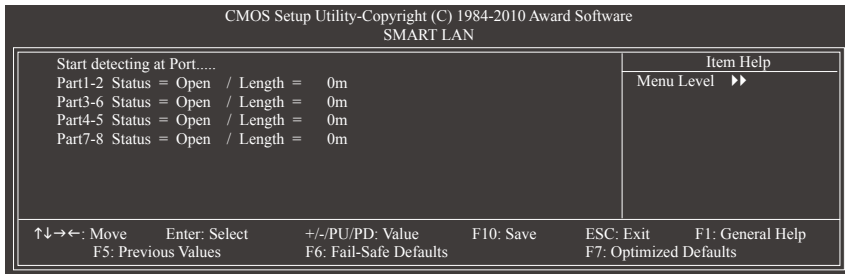 CMOS Setup Utility-Copyright (C) 1984-2010 Award Software
SMART LAN
Start detecting at Port.....
Part1-2 Status = Open / Length = 0m
Part3-6 Status = Open / Length = 0m
Part4-5 Status = Open / Length = 0m
Part7-8 Status = Open / Length = 0m
Item Help
Menu Level ▶▶
↑↓→←: Move Enter: Select +/-/PU/PD: Value F10: Save ESC: Exit F1: General Help
F5: Previous Values F6: Fail-Safe Defaults F7: Optimized Defaults